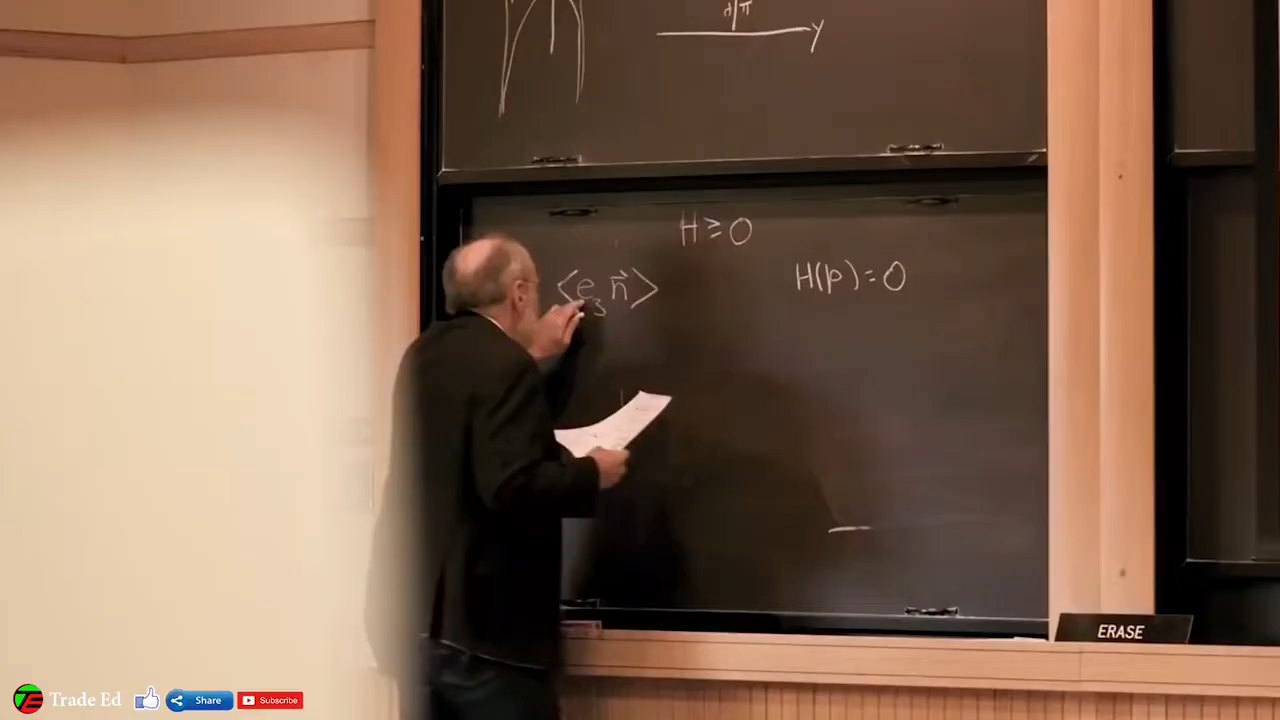 π
y
H ≥ 0
⟨e₃ n⃗⟩
H(p) = 0
ERASE
Trade Ed
Share
Subscribe